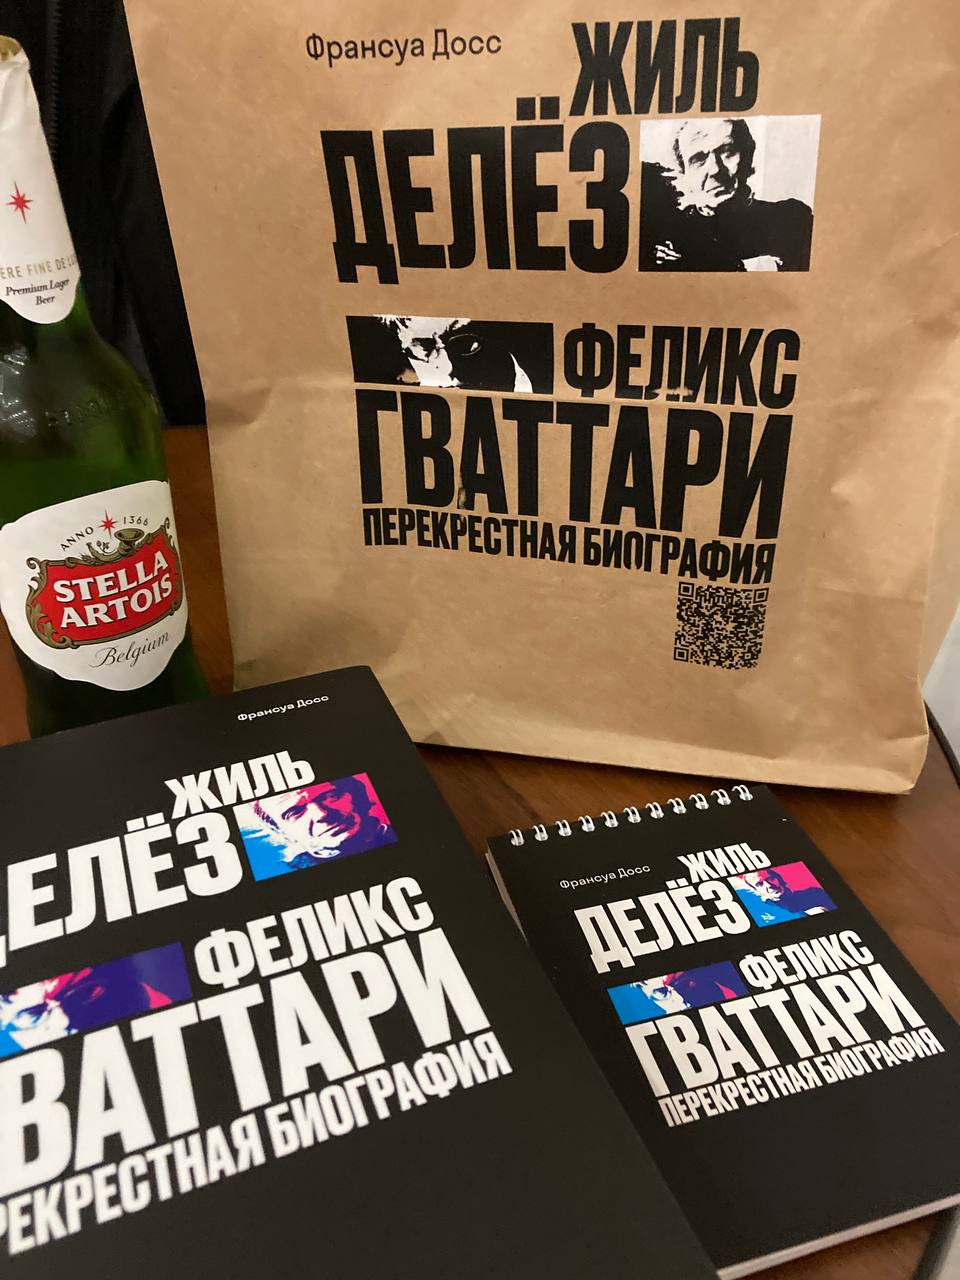 Франсуа Досс
ЖИЛЬ
ДЕЛЁЗ
ФЕЛИКС
ГВАТТАРИ
ПЕРЕКРЕСТНАЯ БИОГРАФИЯ
Premium Lager
Beer
ANNO 1366
STELLA
ARTOIS
Belgium
Франсуа Досс
ЖИЛЬ
ЕЛЁЗ
ФЕЛИКС
ВАТТАРИ
РЕКРЕСТНАЯ БИОГРАФИЯ
Франсуа Досс
ЖИЛЬ
ДЕЛЁЗ
ФЕЛИКС
ГВАТТАРИ
ПЕРЕКРЕСТНАЯ БИОГРАФИЯ